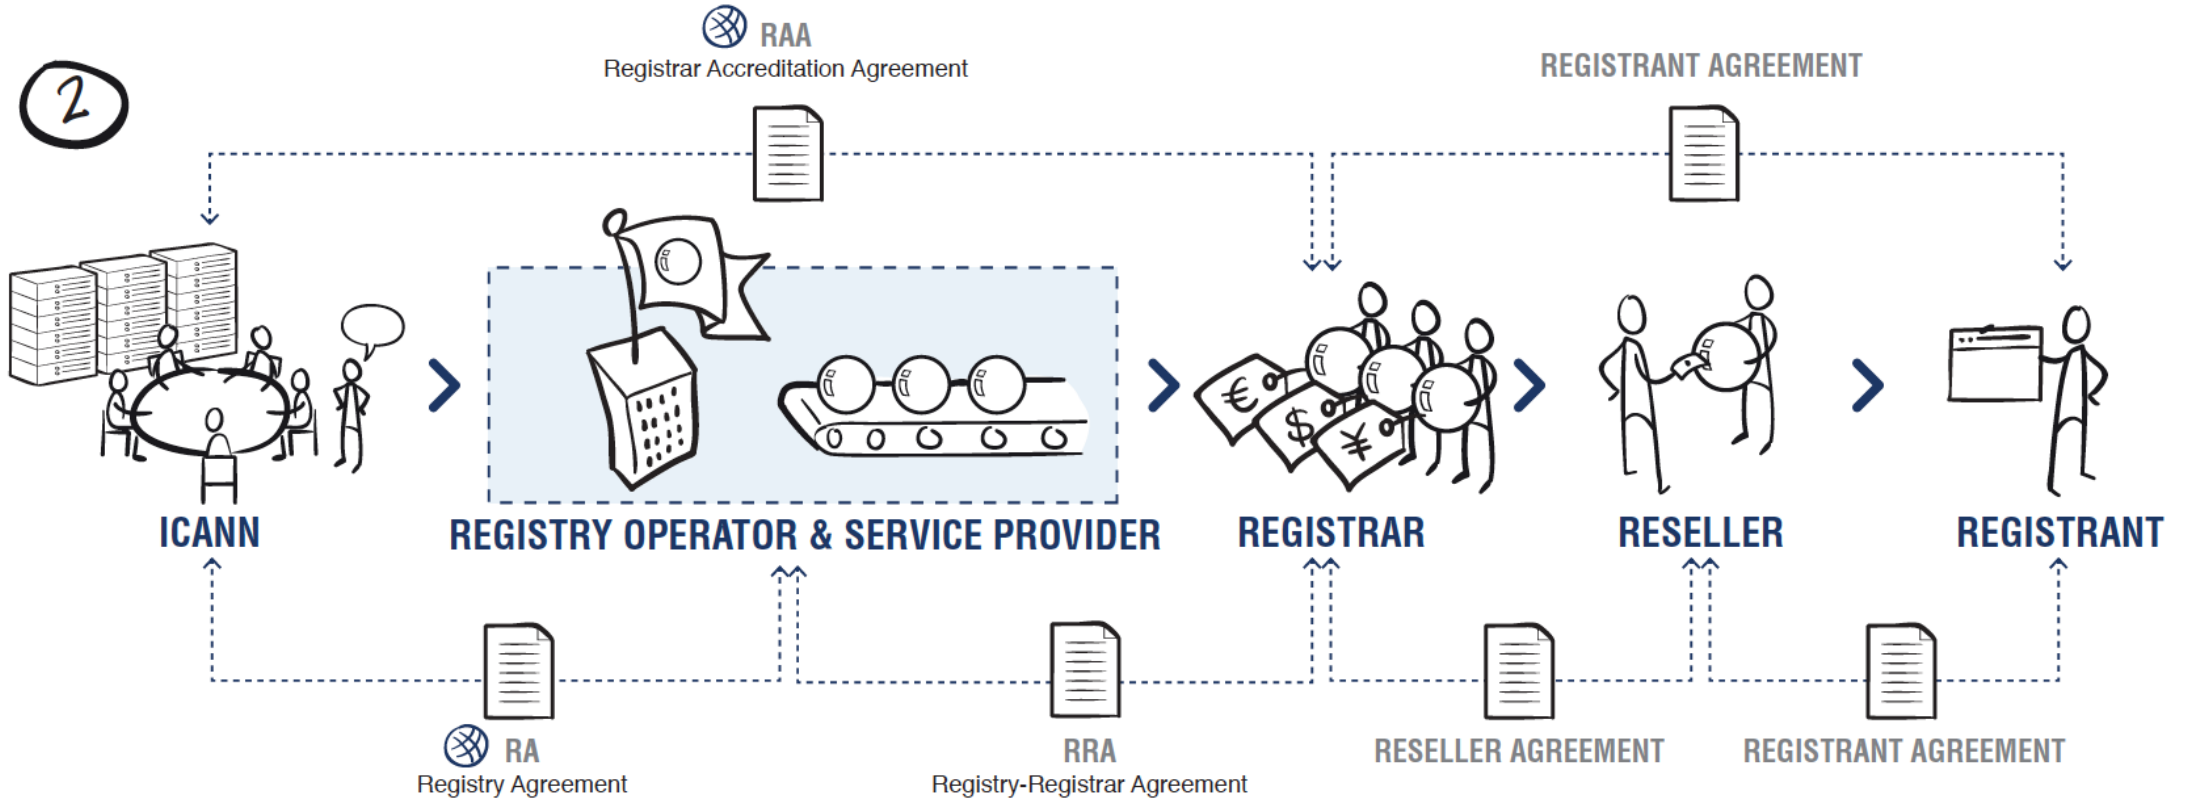 RAA
Registrar Accreditation Agreement
REGISTRANT AGREEMENT
2
€
$
¥
ICANN
REGISTRY OPERATOR & SERVICE PROVIDER
REGISTRAR
RESELLER
REGISTRANT
RA
Registry Agreement
RRA
Registry-Registrar Agreement
RESELLER AGREEMENT
REGISTRANT AGREEMENT